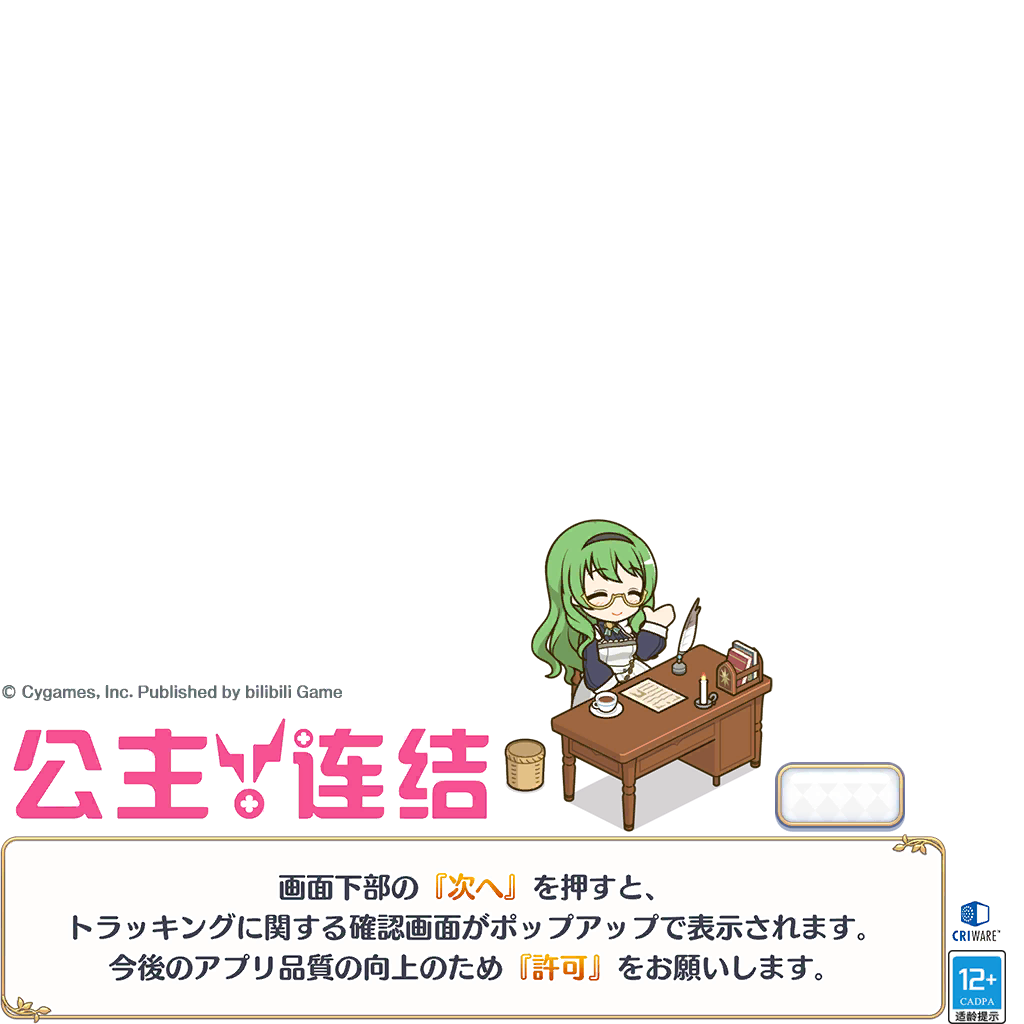 © Cygames, Inc. Published by bilibili Game
公主连结
画面下部の『次へ』を押すと、
トラッキングに関する確認画面がポップアップで表示されます。
今後のアプリ品質の向上のため『許可』をお願いします。
CRIWARE™
12+
CADPA
适龄提示